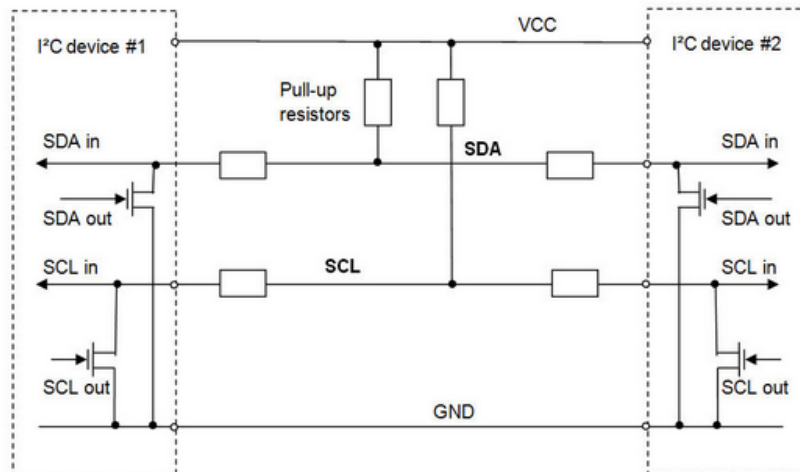 I²C device #1
VCC
I²C device #2
Pull-up
resistors
SDA in
SDA
SDA in
SDA out
SDA out
SCL in
SCL
SCL in
SCL out
SCL out
GND